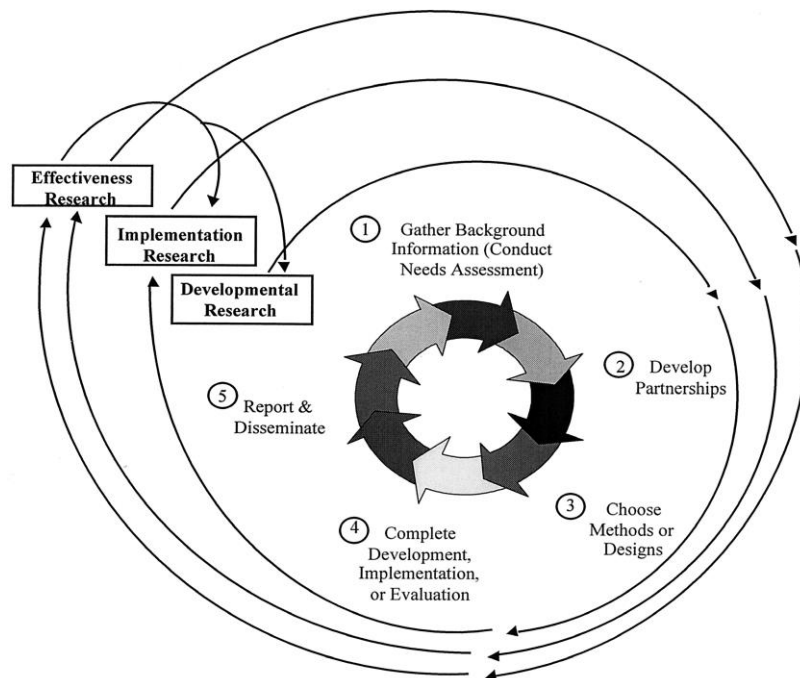 Effectiveness
Research
Implementation
Research
Developmental
Research
1
Gather Background
Information (Conduct
Needs Assessment)
2
Develop
Partnerships
3
Choose
Methods or
Designs
4
Complete
Development,
Implementation,
or Evaluation
5
Report &
Disseminate